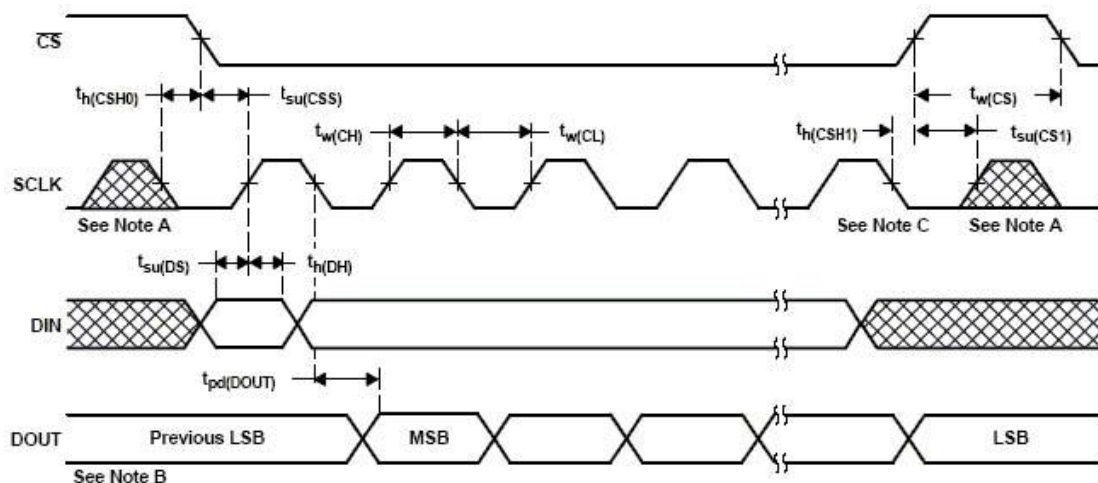 CS
th(CSH0)
tsu(CSS)
tw(CH)
tw(CL)
tw(CS)
th(CSH1)
tsu(CS1)
SCLK
See Note A
See Note C
See Note A
tsu(DS)
th(DH)
DIN
tpd(DOUT)
DOUT
Previous LSB
MSB
LSB
See Note B